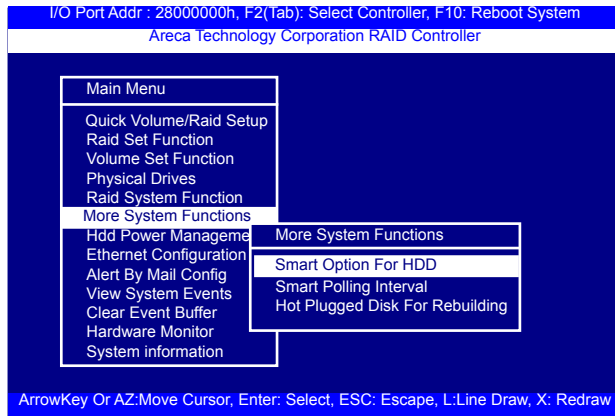 I/O Port Addr : 28000000h, F2(Tab): Select Controller, F10: Reboot System
Areca Technology Corporation RAID Controller
Main Menu
Quick Volume/Raid Setup
Raid Set Function
Volume Set Function
Physical Drives
Raid System Function
More System Functions
Hdd Power Manageme
Ethernet Configuration
Alert By Mail Config
View System Events
Clear Event Buffer
Hardware Monitor
System information
More System Functions
Smart Option For HDD
Smart Polling Interval
Hot Plugged Disk For Rebuilding
ArrowKey Or AZ:Move Cursor, Enter: Select, ESC: Escape, L:Line Draw, X: Redraw